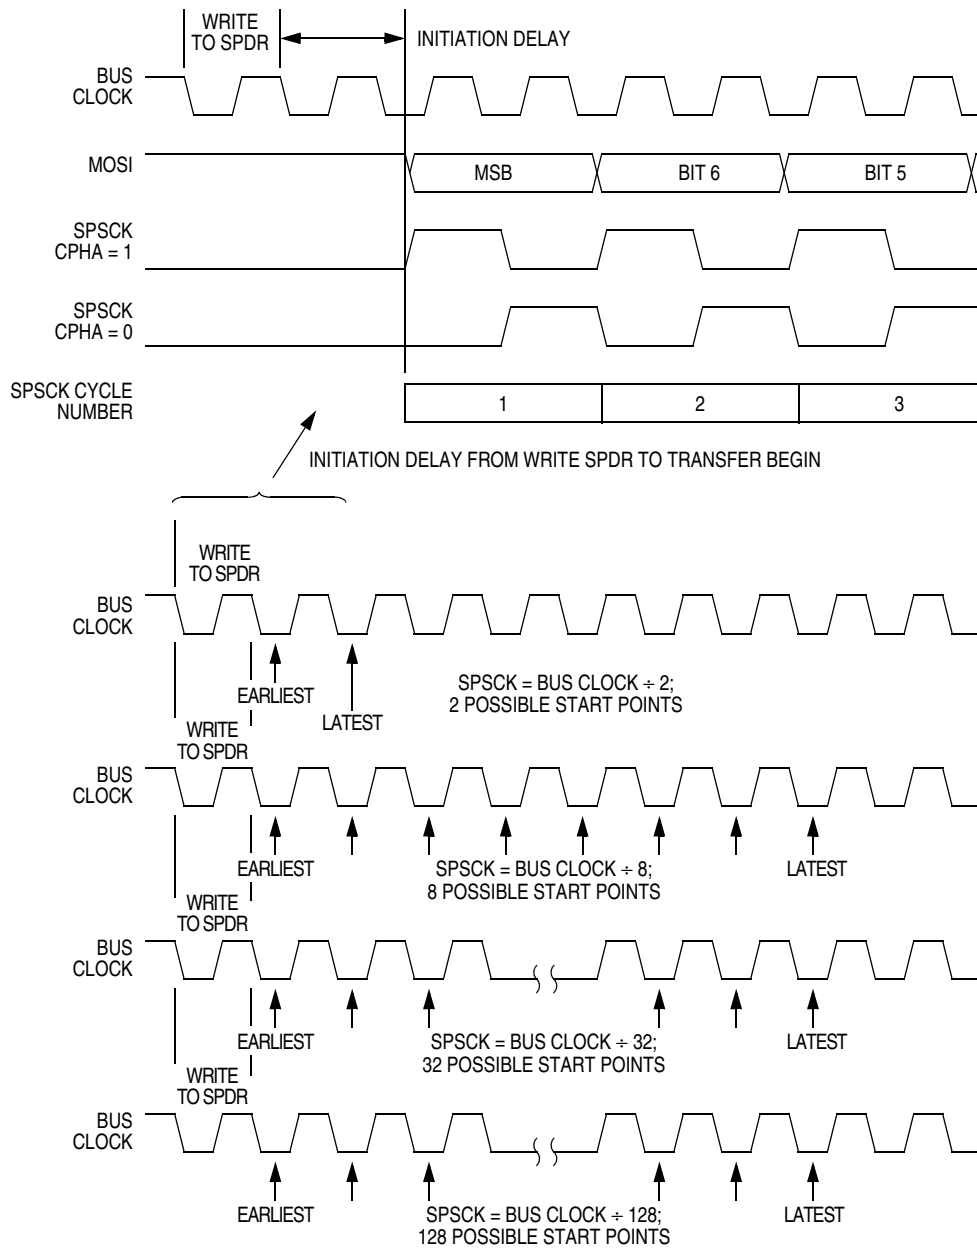 WRITE
TO SPDR
INITIATION DELAY
BUS
CLOCK
MOSI
MSB
BIT 6
BIT 5
SPSCK
CPHA = 1
SPSCK
CPHA = 0
SPSCK CYCLE
NUMBER
1
2
3
INITIATION DELAY FROM WRITE SPDR TO TRANSFER BEGIN
WRITE
TO SPDR
BUS
CLOCK
EARLIEST
LATEST
SPSCK = BUS CLOCK ÷ 2;
2 POSSIBLE START POINTS
WRITE
TO SPDR
BUS
CLOCK
EARLIEST
SPSCK = BUS CLOCK ÷ 8;
8 POSSIBLE START POINTS
LATEST
WRITE
TO SPDR
BUS
CLOCK
EARLIEST
SPSCK = BUS CLOCK ÷ 32;
32 POSSIBLE START POINTS
LATEST
WRITE
TO SPDR
BUS
CLOCK
EARLIEST
SPSCK = BUS CLOCK ÷ 128;
128 POSSIBLE START POINTS
LATEST